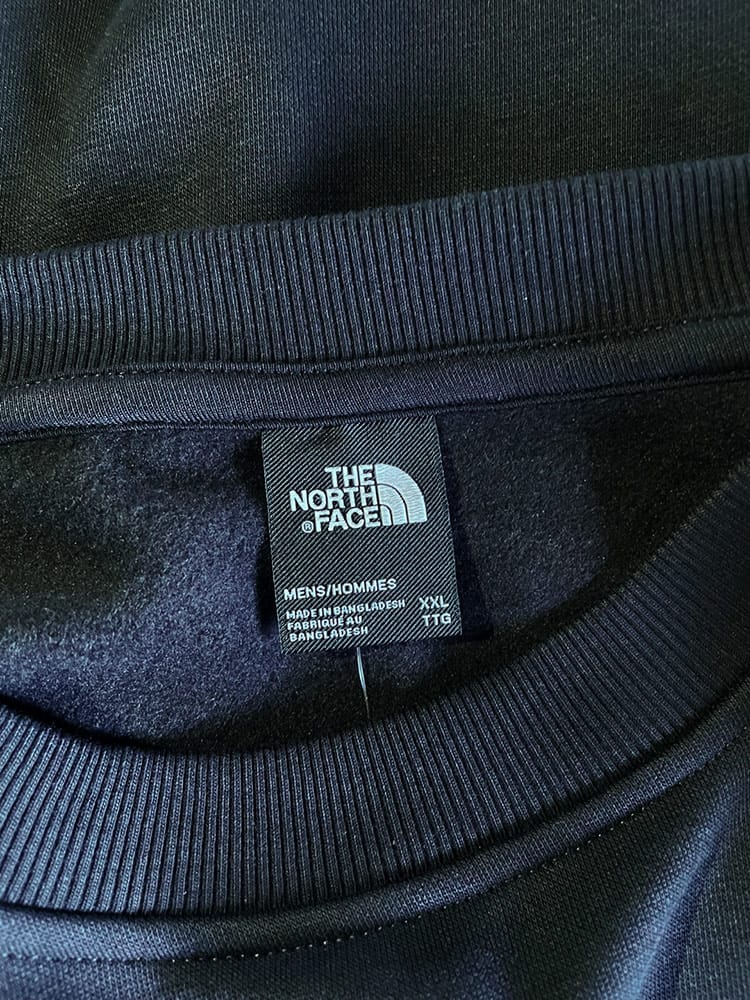 THE
NORTH
®FACE
MENS/HOMMES
MADE IN BANGLADESH
FABRIQUE AU
BANGLADESH
XXL
TTG